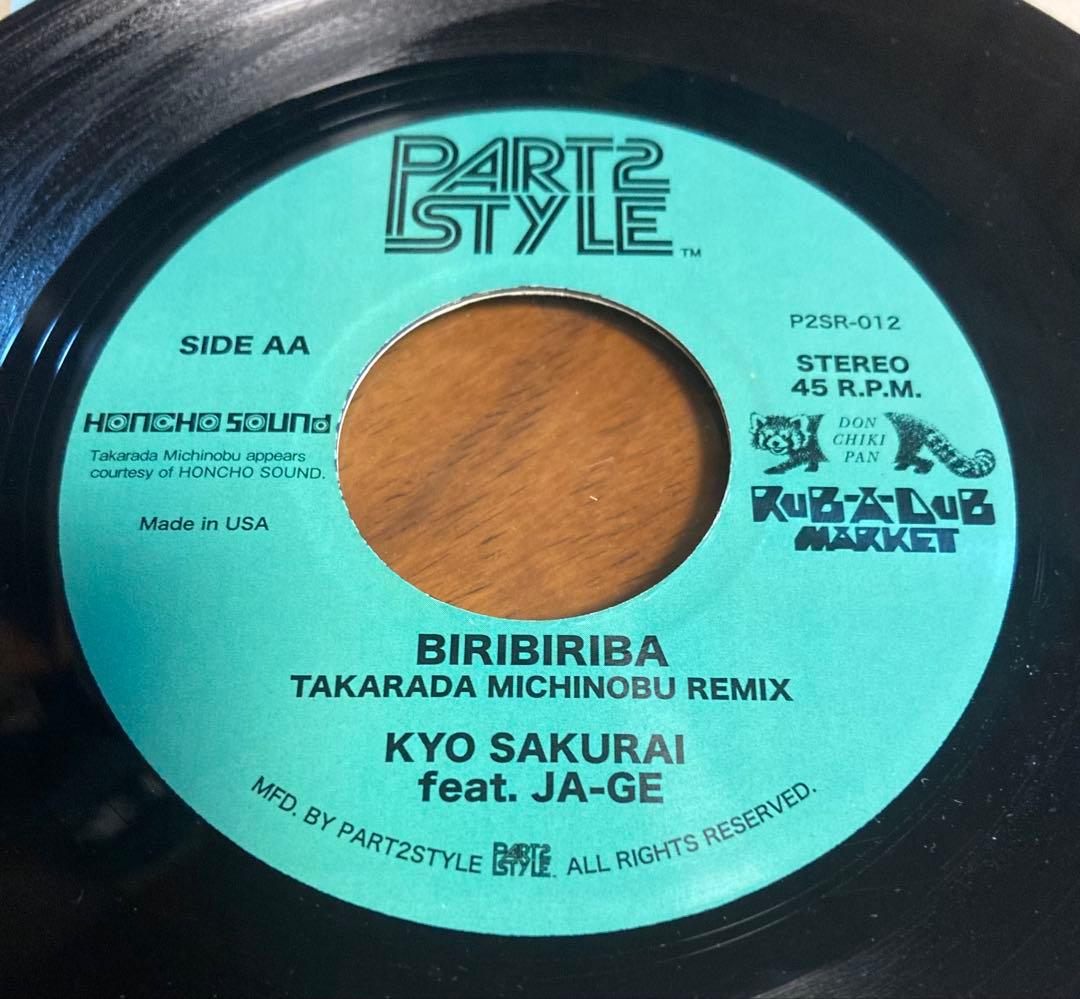 PART2
STYLE ™
SIDE AA
HONCHO SOUND
Takarada Michinobu appears
courtesy of HONCHO SOUND.
Made in USA
P2SR-012
STEREO
45 R.P.M.
DON
CHIKI
PAN
RUB-A-DUB
MARKET
BIRIBIRIBA
TAKARADA MICHINOBU REMIX
KYO SAKURAI
feat. JA-GE
MFD. BY PART2STYLE PART2 STYLE™ ALL RIGHTS RESERVED.